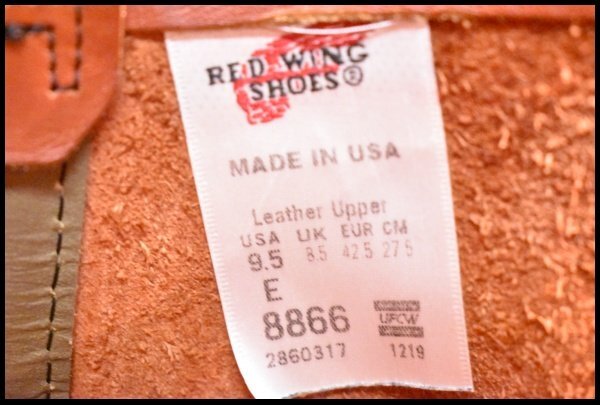 RED WING
SHOES®
MADE IN USA
Leather Upper
USA UK EUR CM
9.5 8.5 42.5 27.5
E
8866
UFCW
2860317 1219